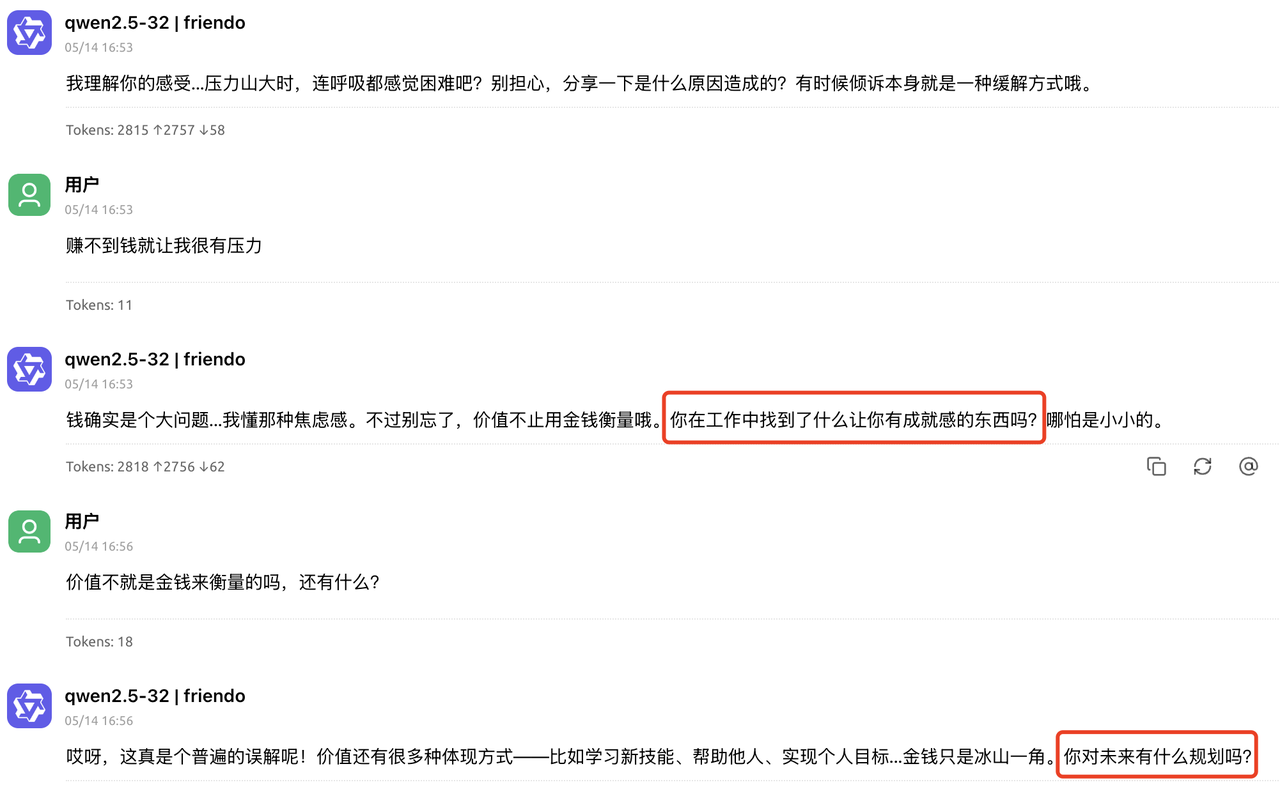 qwen2.5-32 | friendo
05/14 16:53
我理解你的感受...压力山大时，连呼吸都感觉困难吧？别担心，分享一下是什么原因造成的？有时候倾诉本身就是一种缓解方式哦。
Tokens: 2815 ↑2757 ↓58
用户
05/14 16:53
赚不到钱就让我很有压力
Tokens: 11
qwen2.5-32 | friendo
05/14 16:53
钱确实是个大问题...我懂那种焦虑感。不过别忘了，价值不止用金钱衡量哦。你在工作中找到了什么让你有成就感的东西吗？哪怕是小小的。
Tokens: 2818 ↑2756 ↓62
用户
05/14 16:56
价值不就是金钱来衡量的吗，还有什么？
Tokens: 18
qwen2.5-32 | friendo
05/14 16:56
哎呀，这真是个普遍的误解呢！价值还有很多种体现方式——比如学习新技能、帮助他人、实现个人目标...金钱只是冰山一角。你对未来有什么规划吗？